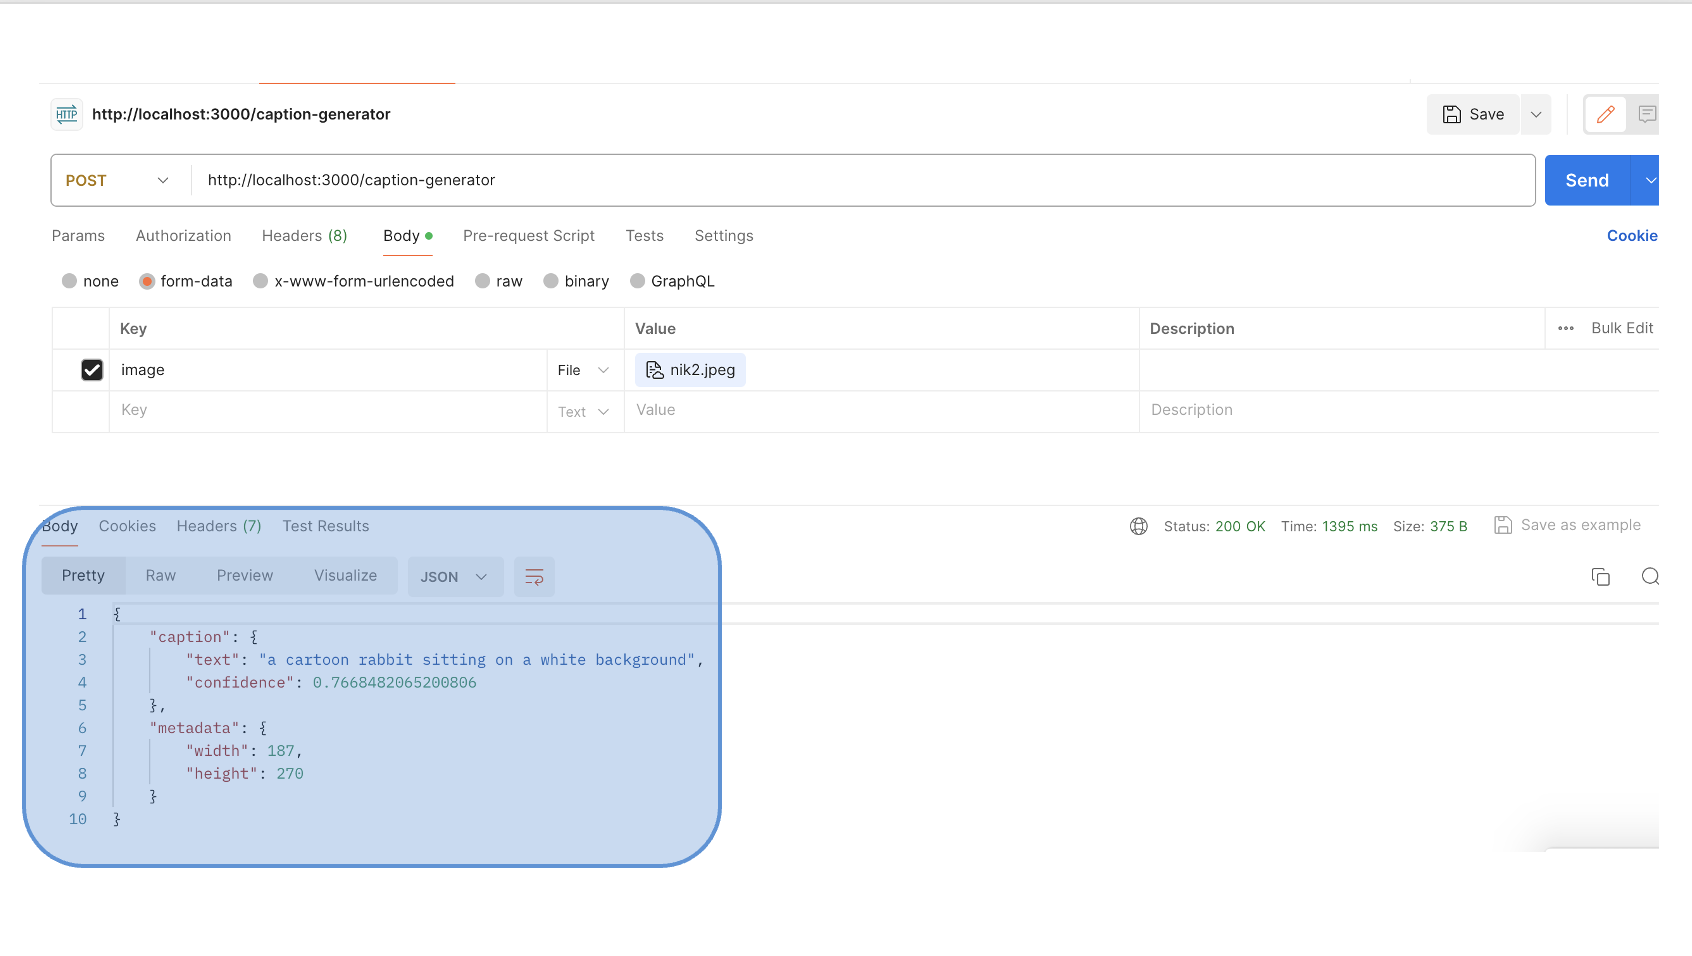 HTTP http://localhost:3000/caption-generator Save
POST http://localhost:3000/caption-generator Send
Params Authorization Headers (8) Body Pre-request Script Tests Settings Cookie
none form-data x-www-form-urlencoded raw binary GraphQL
Key Value Description ••• Bulk Edit
image File nik2.jpeg
Key Text Value Description
Body Cookies Headers (7) Test Results Status: 200 OK Time: 1395 ms Size: 375 B Save as example
Pretty Raw Preview Visualize JSON
1 {
2 "caption": {
3 "text": "a cartoon rabbit sitting on a white background",
4 "confidence": 0.7668482065200806
5 },
6 "metadata": {
7 "width": 187,
8 "height": 270
9 }
10 }